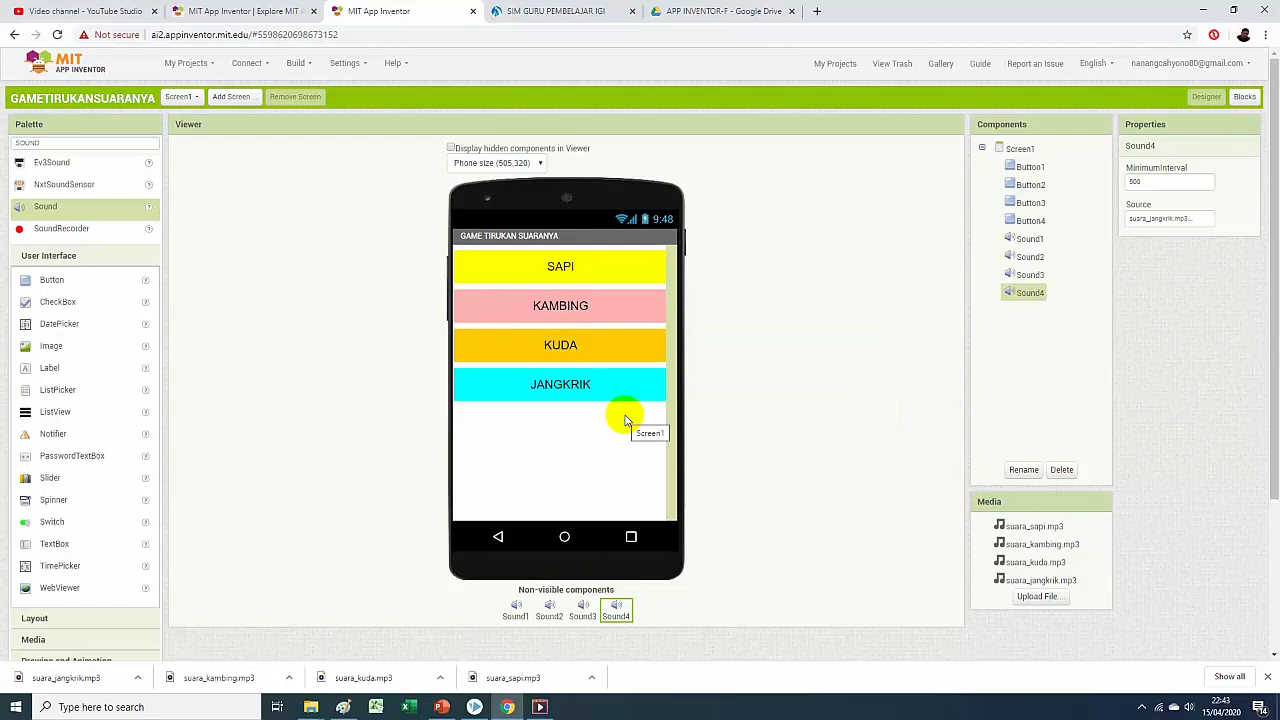 Video channel - YouTube Studio
MIT App Inventor | Explore MIT A
MIT App Inventor
SIM GURU PEMBELAJAR IGI
APP INVENTOR-F - Google Drive
Not secure | ai2.appinventor.mit.edu/#5598620698673152
MIT
APP INVENTOR
My Projects
Connect
Build
Settings
Help
My Projects
View Trash
Gallery
Guide
Report an Issue
English
nanangcahyono80@gmail.com
GAMETIRUKANSUARANYA
Screen1
Add Screen ...
Remove Screen
Designer
Blocks
Palette
SOUND
Ev3Sound
NxtSoundSensor
Sound
SoundRecorder
User Interface
Button
CheckBox
DatePicker
Image
Label
ListPicker
ListView
Notifier
PasswordTextBox
Slider
Spinner
Switch
TextBox
TimePicker
WebViewer
Layout
Media
Drawing and Animation
Viewer
Display hidden components in Viewer
Phone size (505,320)
9:48
GAME TIRUKAN SUARANYA
SAPI
KAMBING
KUDA
JANGKRIK
Screen1
Non-visible components
Sound1
Sound2
Sound3
Sound4
Components
Screen1
Button1
Button2
Button3
Button4
Sound1
Sound2
Sound3
Sound4
Rename
Delete
Media
suara_sapi.mp3
suara_kambing.mp3
suara_kuda.mp3
suara_jangkrik.mp3
Upload File ...
Properties
Sound4
MinimumInterval
500
Source
suara_jangkrik.mp3...
suara_jangkrik.mp3
suara_kambing.mp3
suara_kuda.mp3
suara_sapi.mp3
Show all
Type here to search
22:43
15/04/2020